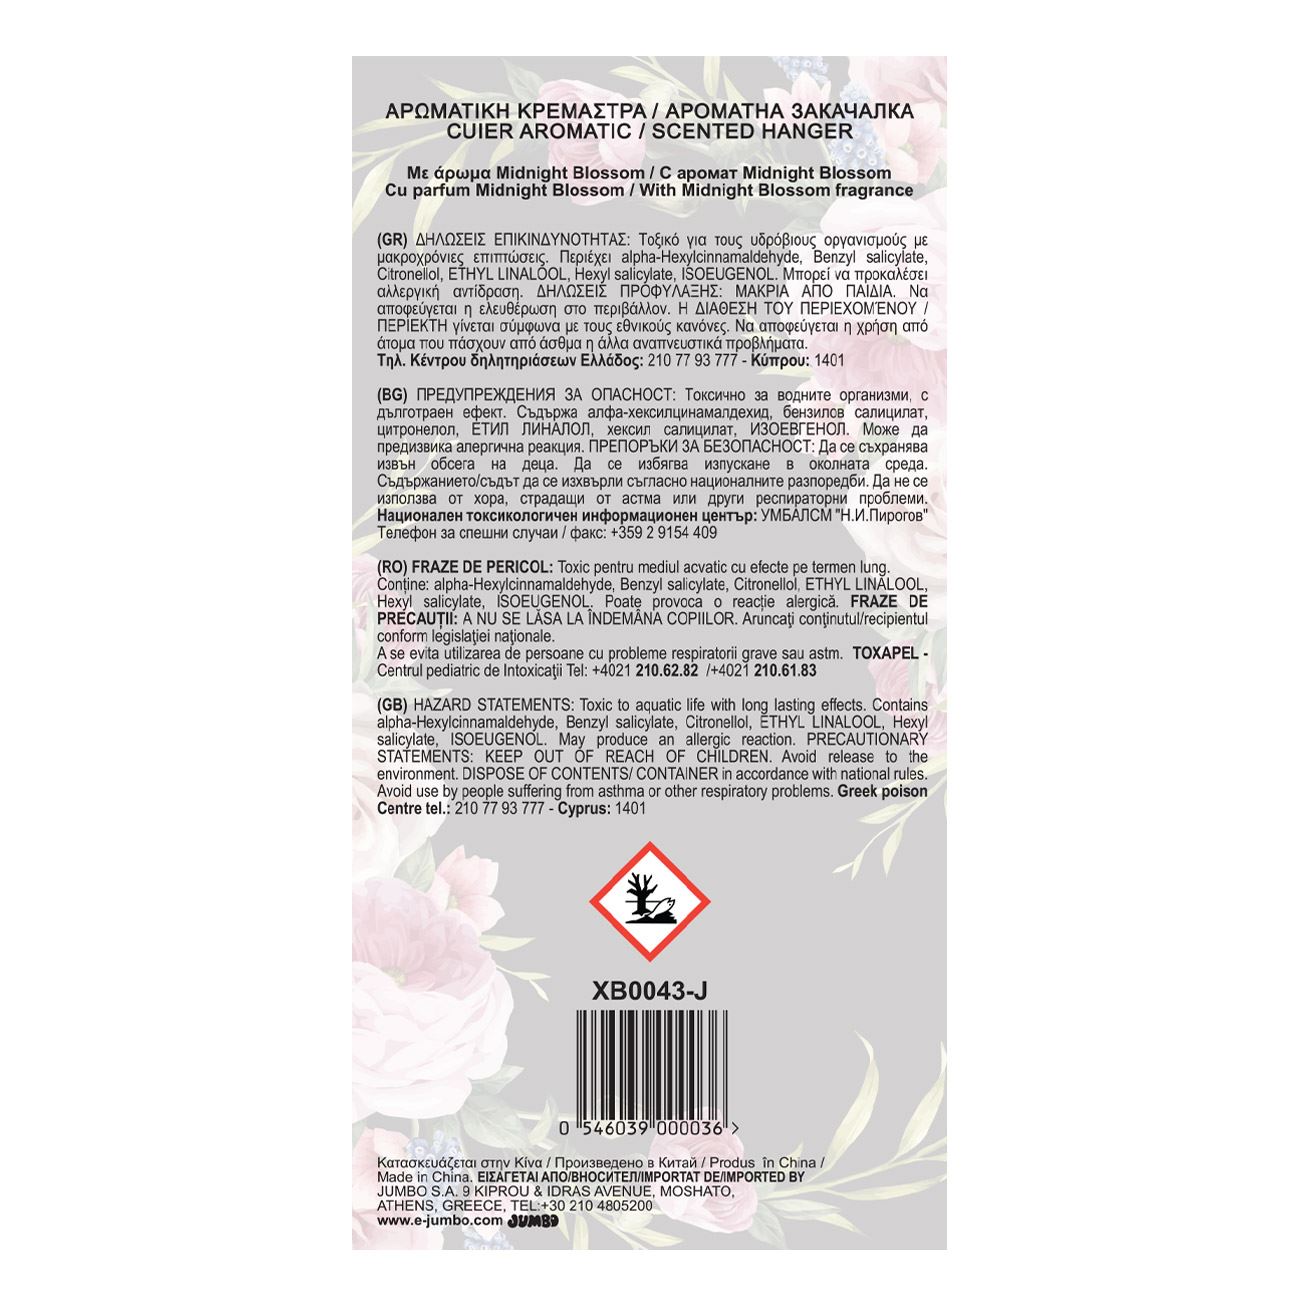 ΑΡΩΜΑΤΙΚΗ ΚΡΕΜΑΣΤΡΑ / АРОМАТНА ЗАКАЧАЛКА
CUIER AROMATIC / SCENTED HANGER
Με άρωμα Midnight Blossom / С аромат Midnight Blossom
Cu parfum Midnight Blossom / With Midnight Blossom fragrance
(GR) ΔΗΛΩΣΕΙΣ ΕΠΙΚΙΝΔΥΝΟΤΗΤΑΣ: Τοξικό για τους υδρόβιους οργανισμούς με
μακροχρόνιες επιπτώσεις. Περιέχει alpha-Hexylcinnamaldehyde, Benzyl salicylate,
Citronellol, ETHYL LINALOOL, Hexyl salicylate, ISOEUGENOL. Μπορεί να προκαλέσει
αλλεργική αντίδραση. ΔΗΛΩΣΕΙΣ ΠΡΟΦΥΛΑΞΗΣ: ΜΑΚΡΙΑ ΑΠΟ ΠΑΙΔΙΑ. Να
αποφεύγεται η ελευθέρωση στο περιβάλλον. Η ΔΙΑΘΕΣΗ ΤΟΥ ΠΕΡΙΕΧΟΜΈΝΟΥ /
ΠΕΡΙΕΚΤΗ γίνεται σύμφωνα με τους εθνικούς κανόνες. Να αποφεύγεται η χρήση από
άτομα που πάσχουν από άσθμα η άλλα αναπνευστικά προβλήματα.
Τηλ. Κέντρου δηλητηριάσεων Ελλάδος: 210 77 93 777 - Κύπρου: 1401
(BG) ПРЕДУПРЕЖДЕНИЯ ЗА ОПАСНОСТ: Токсично за водните организми, с
дълготраен ефект. Съдържа алфа-хексилцинамалдехид, бензилов салицилат,
цитронелол, ЕТИЛ ЛИНАЛОЛ, хексил салицилат, ИЗОЕВГЕНОЛ. Може да
предизвика алергична реакция. ПРЕПОРЪКИ ЗА БЕЗОПАСНОСТ: Да се съхранява
извън обсега на деца. Да се избягва изпускане в околната среда.
Съдържанието/съдът да се изхвърли съгласно националните разпоредби. Да не се
използва от хора, страдащи от астма или други респираторни проблеми.
Национален токсикологичен информационен център: УМБАЛСМ "Н.И.Пирогов"
Телефон за спешни случаи / факс: +359 2 9154 409
(RO) FRAZE DE PERICOL: Toxic pentru mediul acvatic cu efecte pe termen lung.
Conține: alpha-Hexylcinnamaldehyde, Benzyl salicylate, Citronellol, ETHYL LINALOOL,
Hexyl salicylate, ISOEUGENOL. Poate provoca o reacție alergică. FRAZE DE
PRECAUȚII: A NU SE LĂSA LA ÎNDEMÂNA COPIILOR. Aruncaţi conţinutul/recipientul
conform legislaţiei naţionale.
A se evita utilizarea de persoane cu probleme respiratorii grave sau astm. TOXAPEL -
Centrul pediatric de Intoxicaţii Tel: +4021 210.62.82 /+4021 210.61.83
(GB) HAZARD STATEMENTS: Toxic to aquatic life with long lasting effects. Contains
alpha-Hexylcinnamaldehyde, Benzyl salicylate, Citronellol, ETHYL LINALOOL, Hexyl
salicylate, ISOEUGENOL. May produce an allergic reaction. PRECAUTIONARY
STATEMENTS: KEEP OUT OF REACH OF CHILDREN. Avoid release to the
environment. DISPOSE OF CONTENTS/ CONTAINER in accordance with national rules.
Avoid use by people suffering from asthma or other respiratory problems. Greek poison
Centre tel.: 210 77 93 777 - Cyprus: 1401
XB0043-J
0 546039 000036 >
Κατασκευάζεται στην Κίνα / Произведено в Китай / Produs în China /
Made in China. ΕΙΣΑΓΕΤΑΙ ΑΠΟ/ВНОСИТЕЛ/IMPORTAT DE/IMPORTED BY
JUMBO S.A. 9 KIPROU & IDRAS AVENUE, MOSHATO,
ATHENS, GREECE, TEL:+30 210 4805200
www.e-jumbo.com JUMBO